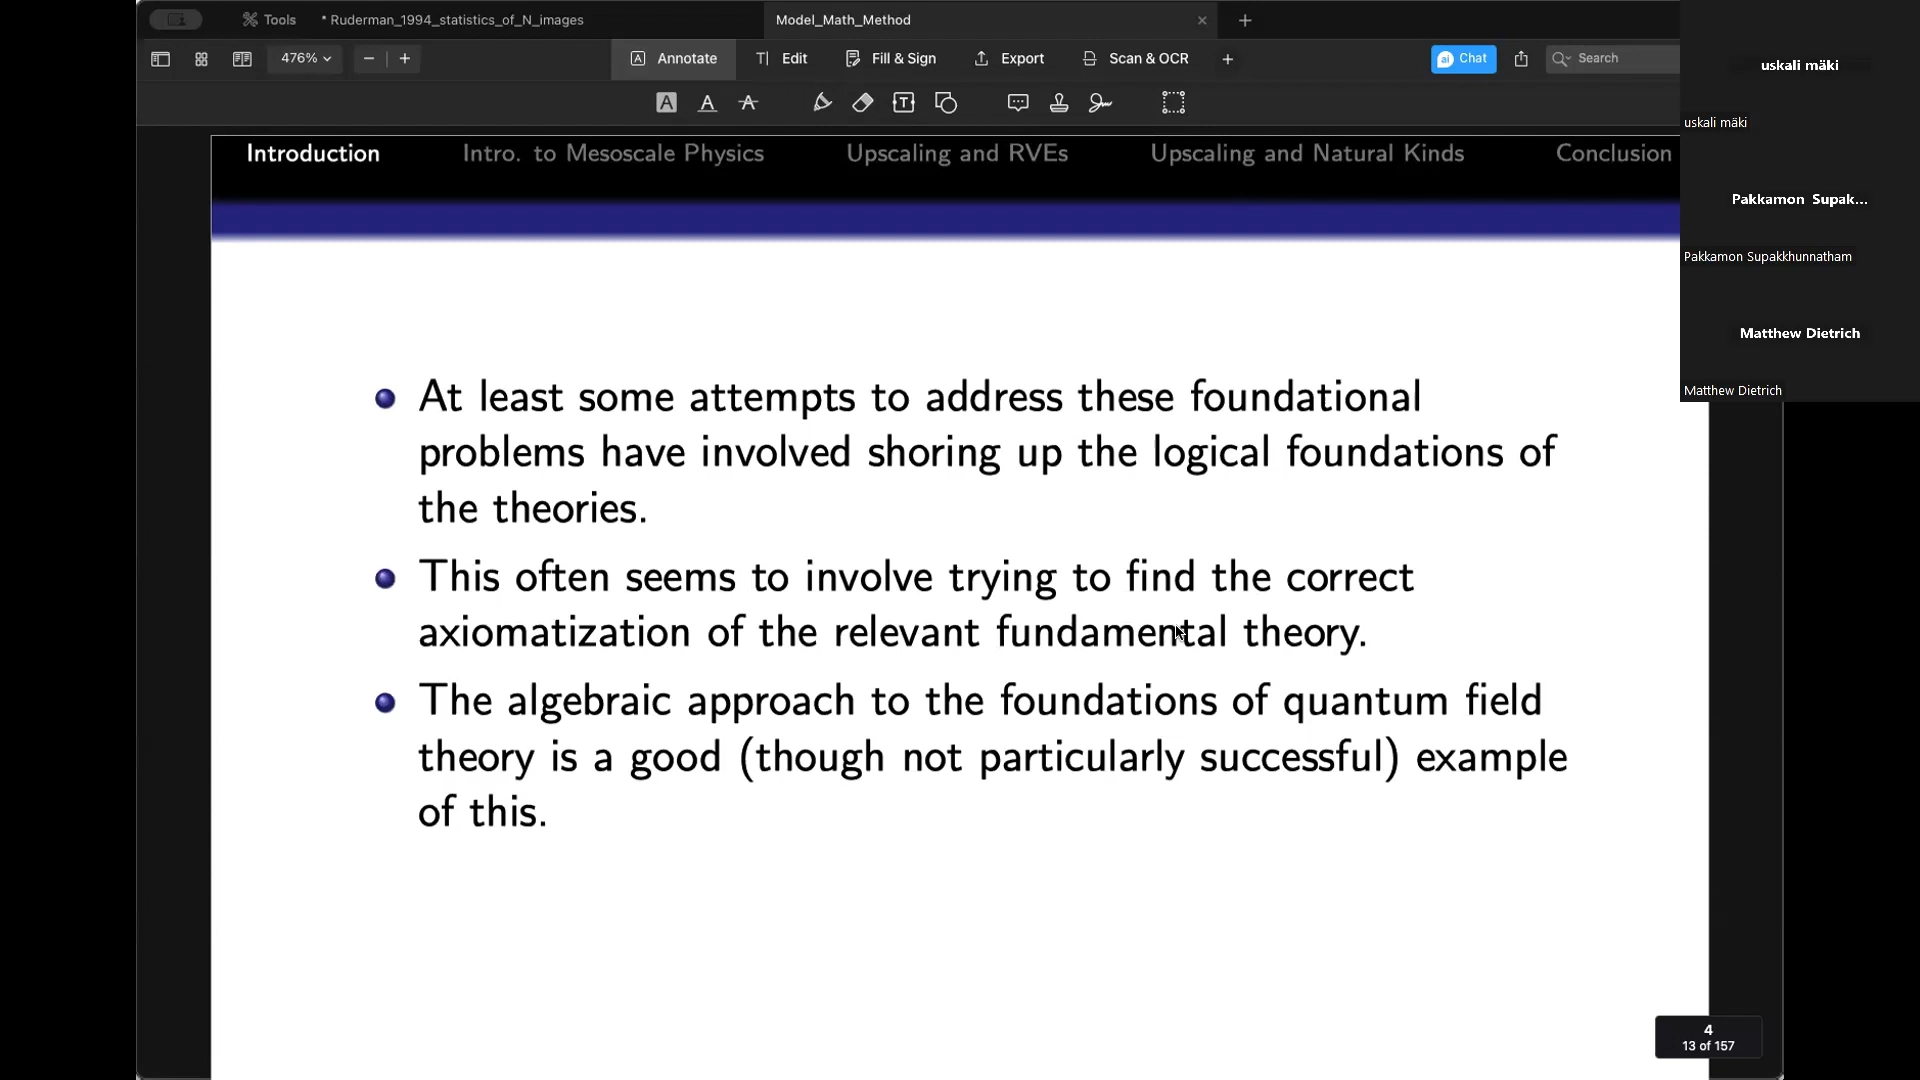 Tools
* Ruderman_1994_statistics_of_N_images
Model_Math_Method
476%
Annotate
Edit
Fill & Sign
Export
Scan & OCR
ai Chat
Search
Introduction
Intro. to Mesoscale Physics
Upscaling and RVEs
Upscaling and Natural Kinds
Conclusion
At least some attempts to address these foundational
problems have involved shoring up the logical foundations of
the theories.
This often seems to involve trying to find the correct
axiomatization of the relevant fundamental theory.
The algebraic approach to the foundations of quantum field
theory is a good (though not particularly successful) example
of this.
4
13 of 157
uskali mäki
uskali mäki
Pakkamon Supak...
Pakkamon Supakkhunnatham
Matthew Dietrich
Matthew Dietrich